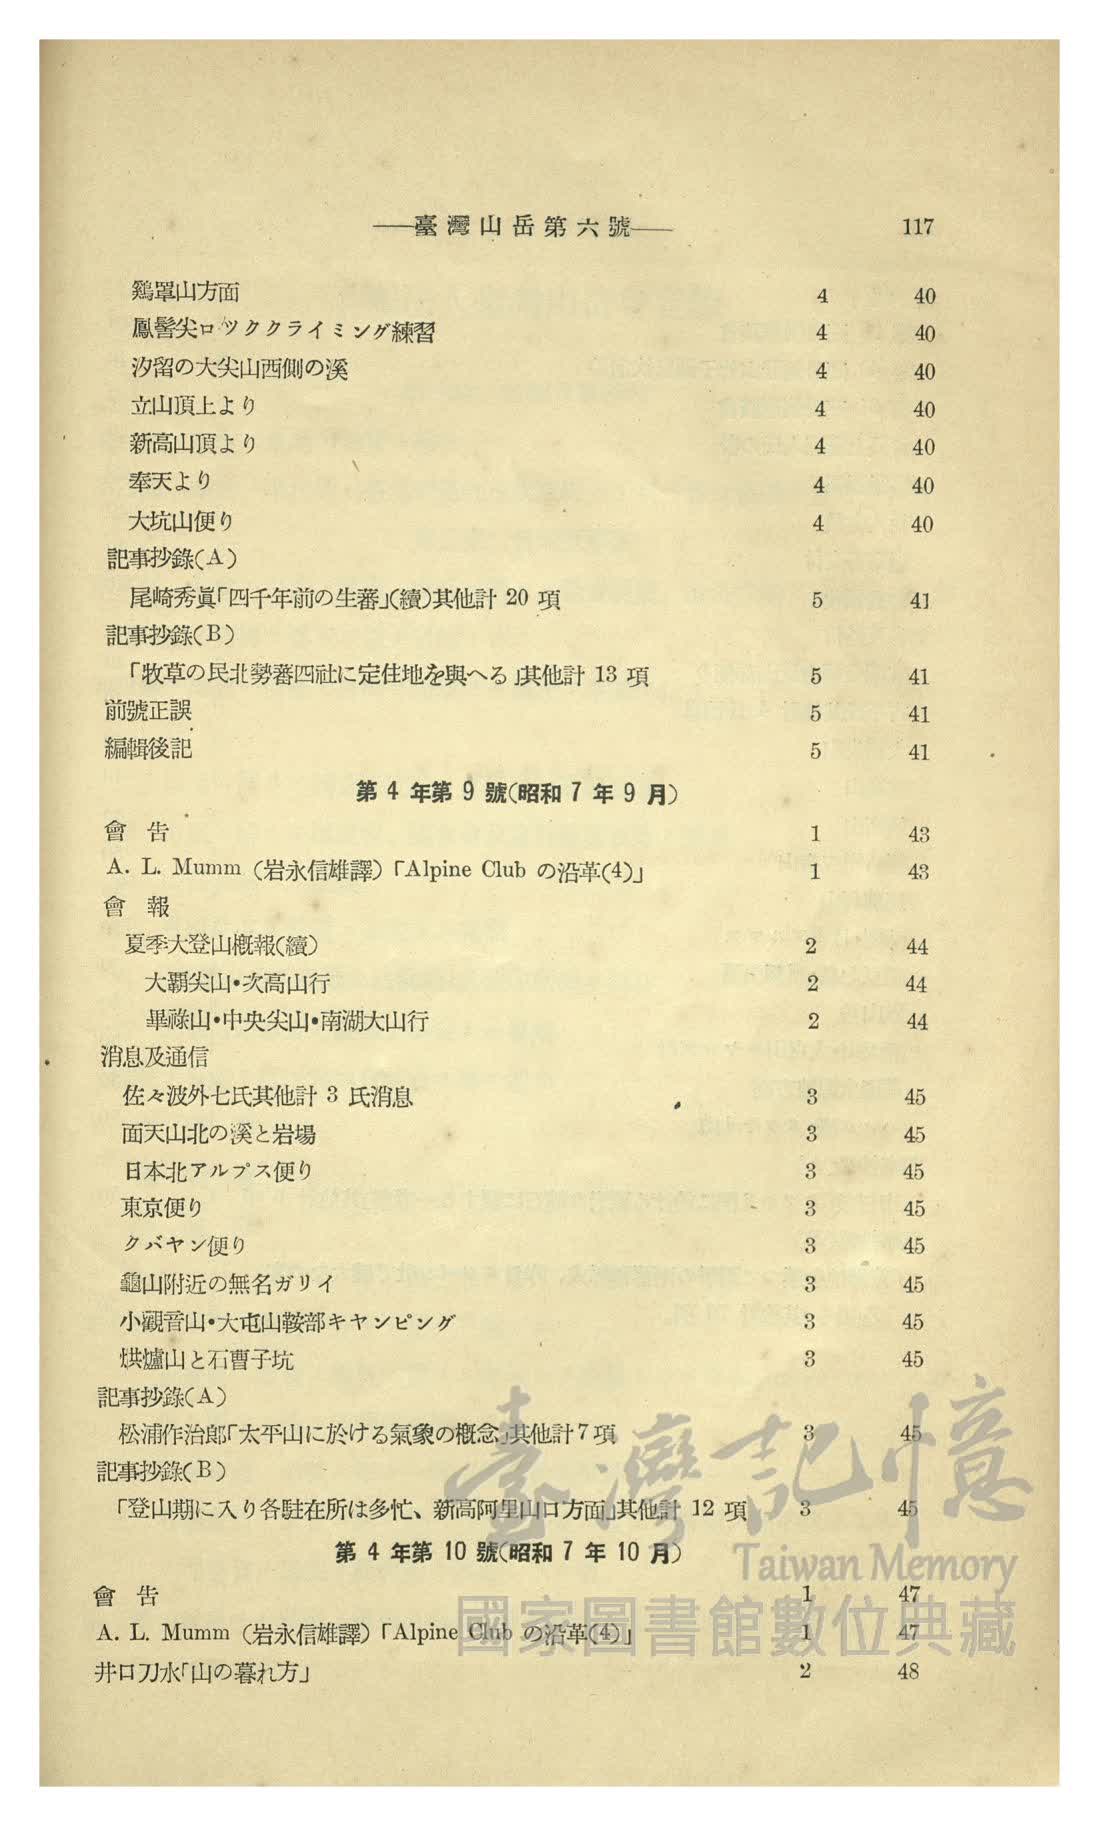 ——臺灣山岳第六號—— 117
鷄罩山方面 4 40
鳳髻尖ロツククライミング練習 4 40
汐留の大尖山西側の溪 4 40
立山頂上より 4 40
新高山頂より 4 40
奉天より 4 40
大坑山便り 4 40
記事抄錄(A)
尾崎秀眞「四千年前の生蕃」(續)其他計 20 項 5 41
記事抄錄(B)
「牧草の民北勢蕃四社に定住地を與へる」其他計 13 項 5 41
前號正誤 5 41
編輯後記 5 41
第 4 年第 9 號(昭和 7 年 9 月)
會 告 1 43
A. L. Mumm (岩永信雄譯)「Alpine Club の沿革(4)」 1 43
會 報
夏季大登山槪報(續) 2 44
大覇尖山•次高山行 2 44
畢祿山•中央尖山•南湖大山行 2 44
消息及通信
佐々波外七氏其他計 3 氏消息 3 45
面天山北の溪と岩場 3 45
日本北アルプス便り 3 45
東京便り 3 45
クバヤン便り 3 45
龜山附近の無名ガリイ 3 45
小觀音山•大屯山鞍部キヤンピング 3 45
烘爐山と石曹子坑 3 45
記事抄錄(A)
松浦作治郎「太平山に於ける氣象の槪念」其他計 7 項 3 45
記事抄錄(B)
「登山期に入り各駐在所は多忙、新高阿里山口方面」其他計 12 項 3 45
第 4 年第 10 號(昭和 7 年 10 月)
會 告 1 47
A. L. Mumm (岩永信雄譯)「Alpine Club の沿革(4)」 1 47
井口刀水「山の暮れ方」 2 48
臺灣記憶
Taiwan Memory
國家圖書館數位典藏